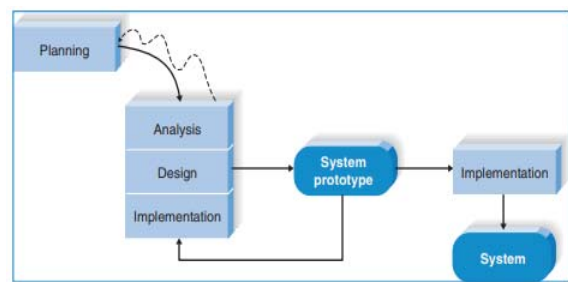 Planning
Analysis
Design
Implementation
System
prototype
Implementation
System